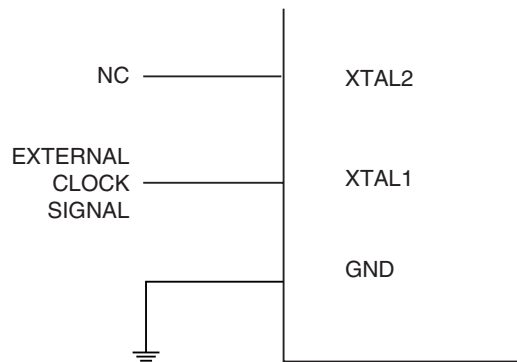 NC
XTAL2
EXTERNAL
CLOCK
SIGNAL
XTAL1
GND